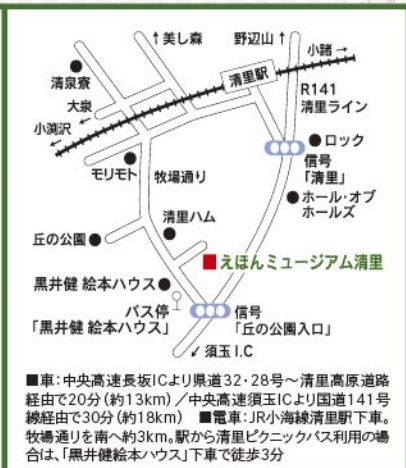 ↑美し森
野辺山↑
小諸→
清里駅
清泉寮
大泉
←
小渕沢
←
R141
清里ライン
ロック
信号
「清里」
モリモト
牧場通り
ホール・オブ
ホールズ
清里ハム
丘の公園
■えほんミュージアム清里
黒井健 絵本ハウス
バス停
「黒井健 絵本ハウス」
信号
「丘の公園入口」
↙須玉I.C
■車:中央高速長坂ICより県道32・28号〜清里高原道路
経由で20分(約13km)/中央高速須玉ICより国道141号
線経由で30分(約18km) ■電車:JR小海線清里駅下車。
牧場通りを南へ約3km。駅から清里ピクニックバス利用の場
合は、「黒井健絵本ハウス」下車で徒歩3分